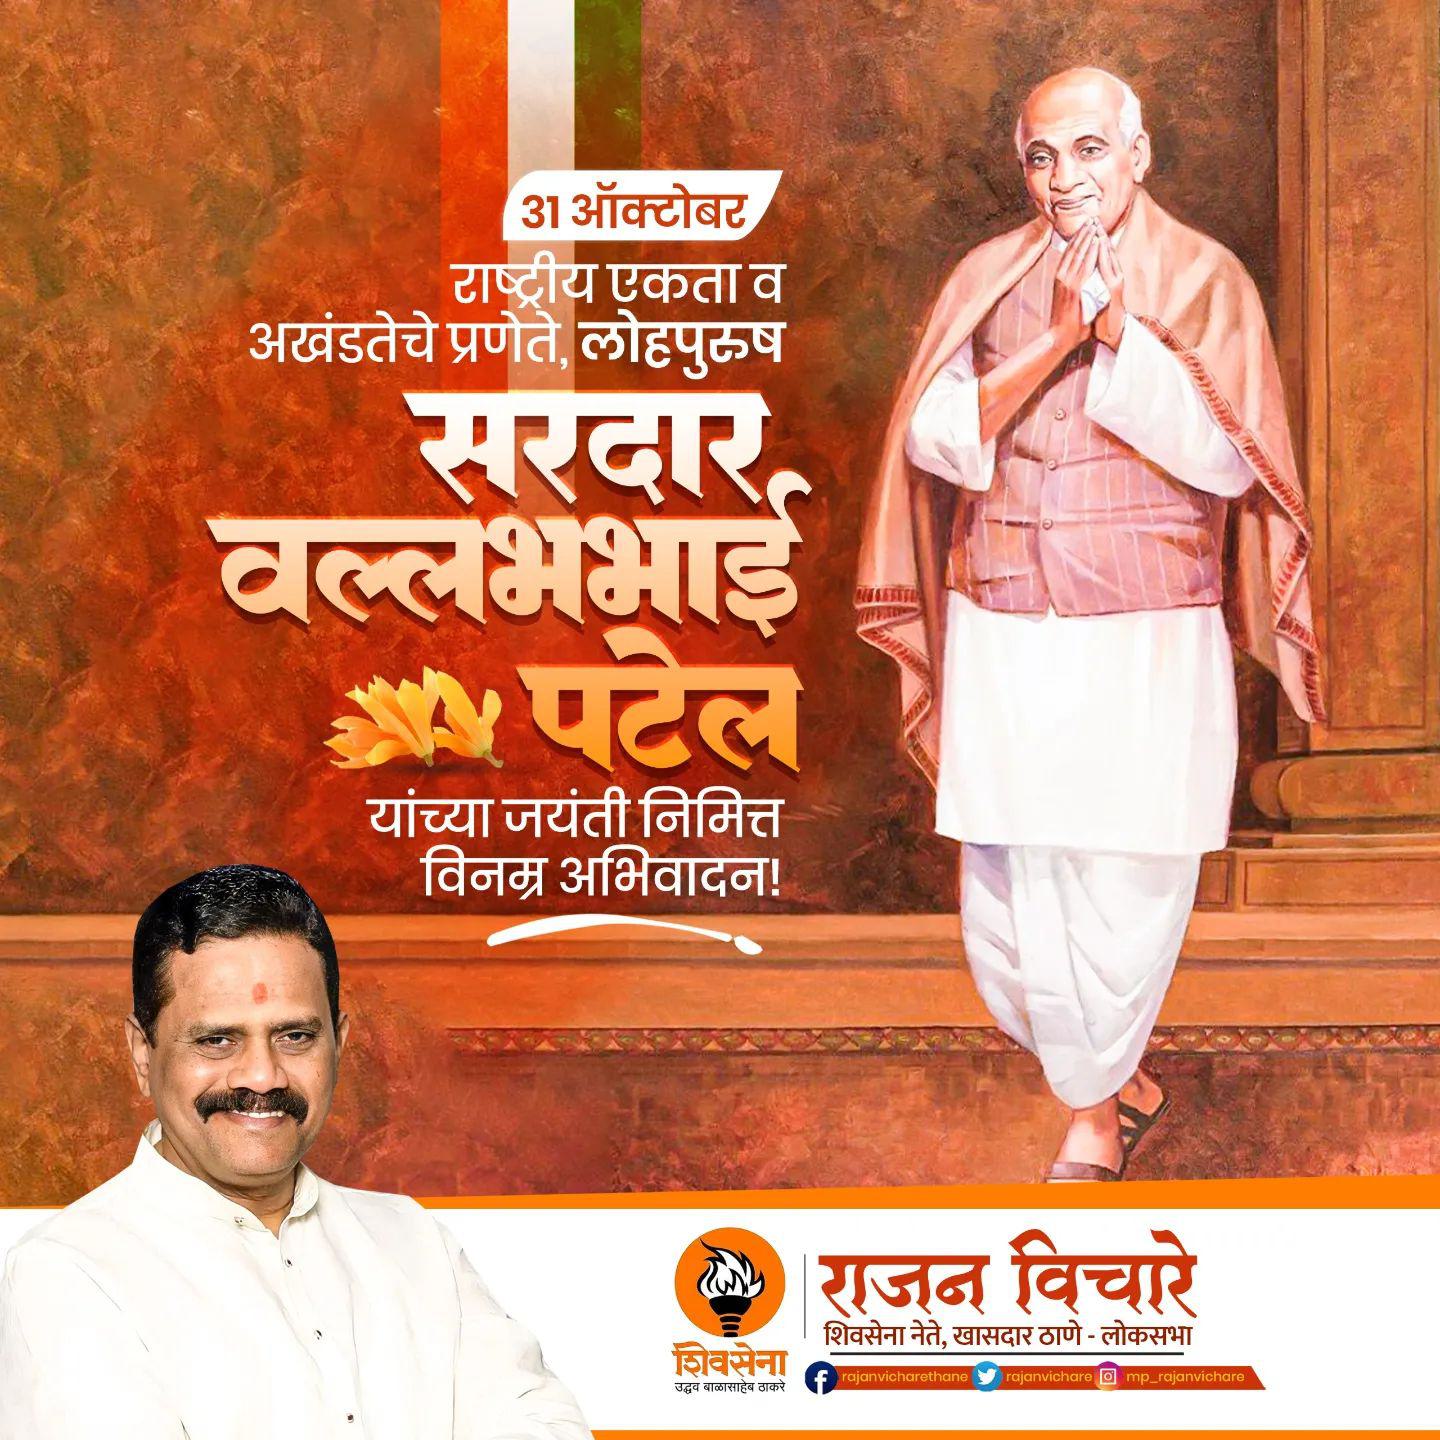 31 ऑक्टोबर
राष्ट्रीय एकता व
अखंडतेचे प्रणेते, लोहपुरुष
सरदार
वल्लभभाई
पटेल
यांच्या जयंती निमित्त
विनम्र अभिवादन!
शिवसेना
उद्धव बाळासाहेब ठाकरे
राजन विचारे
शिवसेना नेते, खासदार ठाणे - लोकसभा
rajanvicharethane rajanvichare mp_rajanvichare